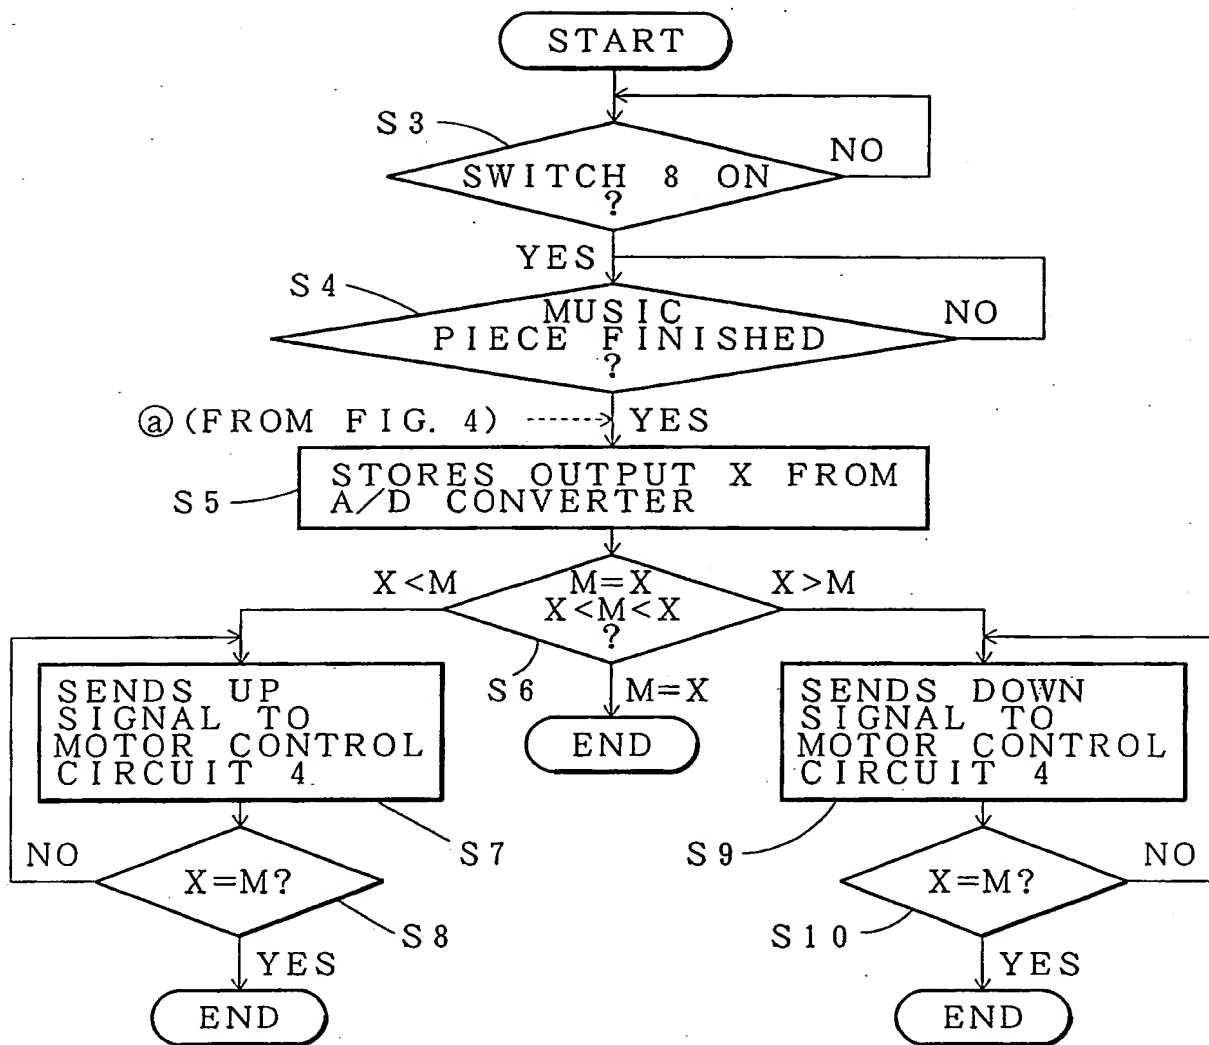 START
S3
NO
SWITCH 8 ON
?
YES
S4
NO
MUSIC
PIECE FINISHED
?
ⓐ(FROM FIG. 4)
YES
S5
STORES OUTPUT X FROM
A/D CONVERTER
X<M
M=X
X<M<X
?
X>M
S6
M=X
END
SENDS UP
SIGNAL TO
MOTOR CONTROL
CIRCUIT 4
S7
NO
X=M?
S8
YES
END
SENDS DOWN
SIGNAL TO
MOTOR CONTROL
CIRCUIT 4
S9
NO
X=M?
S10
YES
END